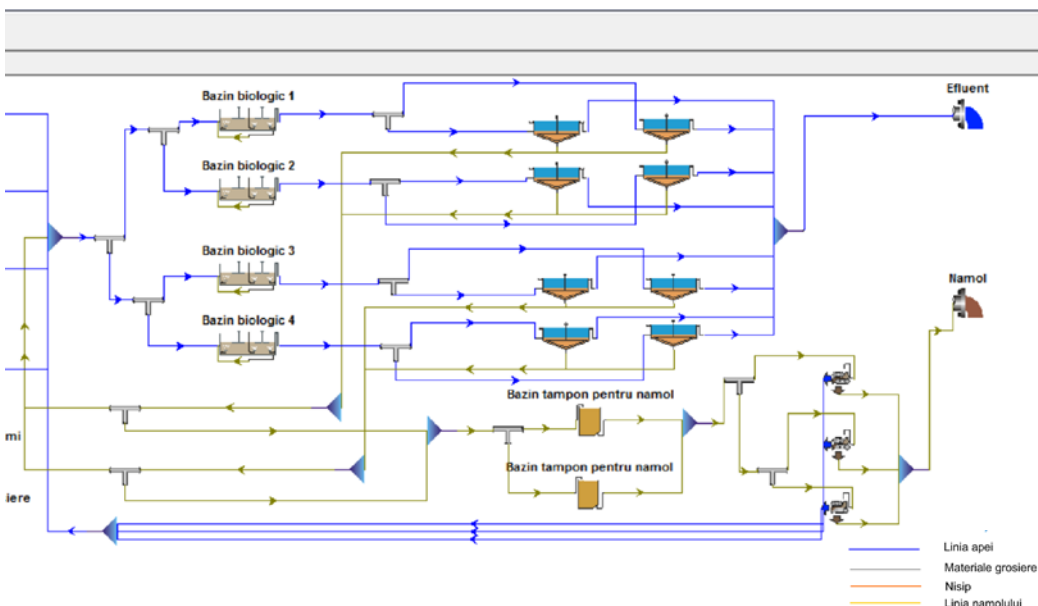 Efluent
Bazin biologic 1
Bazin biologic 2
Bazin biologic 3
Namol
Bazin biologic 4
Bazin tampon pentru namol
mi
Bazin tampon pentru namol
iere
Linia apei
Materiale grosiere
Nisip
Linia namolului